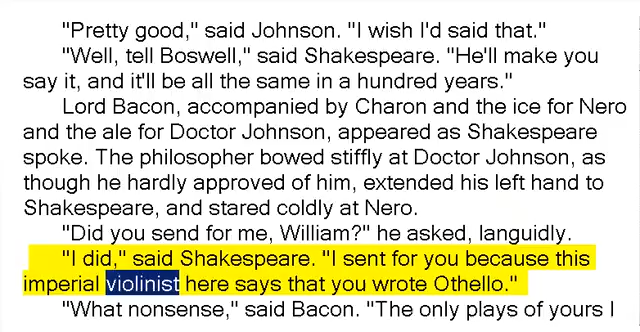 "Pretty good," said Johnson. "I wish I'd said that."
"Well, tell Boswell," said Shakespeare. "He'll make you
say it, and it'll be all the same in a hundred years."
Lord Bacon, accompanied by Charon and the ice for Nero
and the ale for Doctor Johnson, appeared as Shakespeare
spoke. The philosopher bowed stiffly at Doctor Johnson, as
though he hardly approved of him, extended his left hand to
Shakespeare, and stared coldly at Nero.
"Did you send for me, William?" he asked, languidly.
"I did," said Shakespeare. "I sent for you because this
imperial violinist here says that you wrote Othello."
"What nonsense," said Bacon. "The only plays of yours I